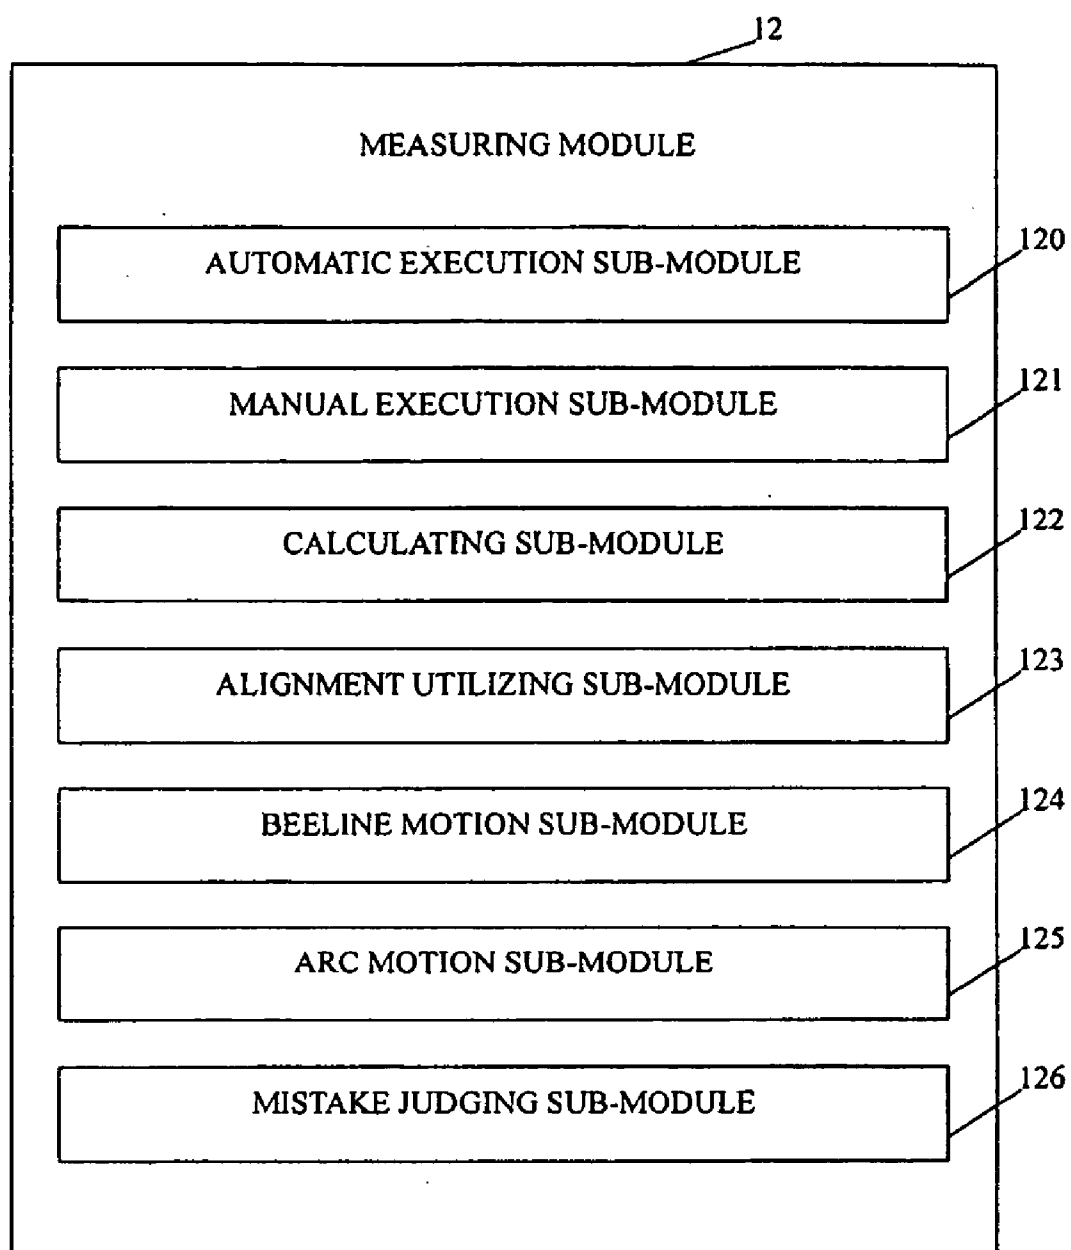 12
MEASURING MODULE
AUTOMATIC EXECUTION SUB-MODULE
120
MANUAL EXECUTION SUB-MODULE
121
CALCULATING SUB-MODULE
122
ALIGNMENT UTILIZING SUB-MODULE
123
BEELINE MOTION SUB-MODULE
124
ARC MOTION SUB-MODULE
125
MISTAKE JUDGING SUB-MODULE
126